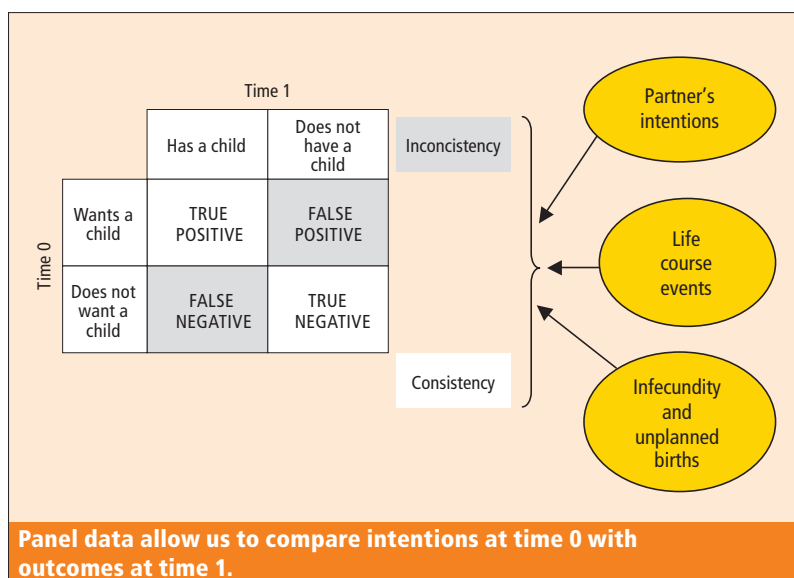 Time 1
Has a child
Does not
have a
child
Inconcistency
Partner's
intentions
Time 0
Wants a
child
TRUE
POSITIVE
FALSE
POSITIVE
Life
course
events
Does not
want a
child
FALSE
NEGATIVE
TRUE
NEGATIVE
Consistency
Infecundity
and
unplanned
births
Panel data allow us to compare intentions at time 0 with
outcomes at time 1.